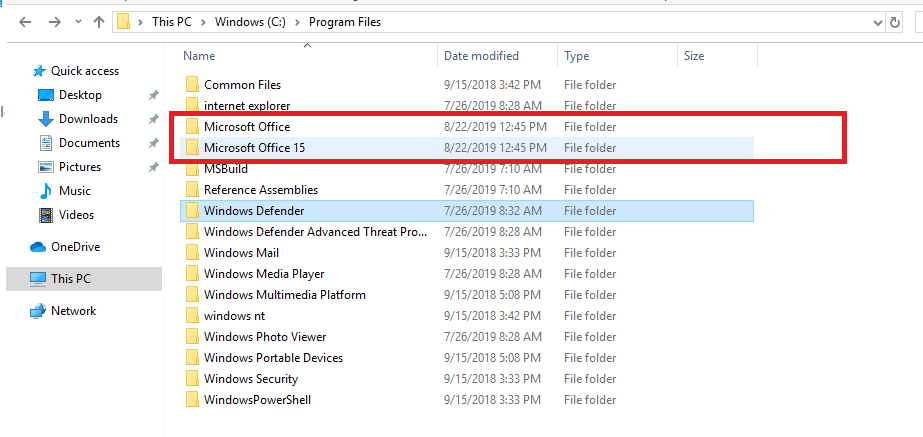 This PC > Windows (C:) > Program Files
Name Date modified Type Size
Quick access
Desktop
Downloads
Documents
Pictures
Music
Videos
OneDrive
This PC
Network
Common Files 9/15/2018 3:42 PM File folder
internet explorer 7/26/2019 8:28 AM File folder
Microsoft Office 8/22/2019 12:45 PM File folder
Microsoft Office 15 8/22/2019 12:45 PM File folder
MSBuild 7/26/2019 7:10 AM File folder
Reference Assemblies 7/26/2019 7:10 AM File folder
Windows Defender 7/26/2019 8:32 AM File folder
Windows Defender Advanced Threat Pro... 7/26/2019 8:28 AM File folder
Windows Mail 9/15/2018 3:33 PM File folder
Windows Media Player 7/26/2019 8:28 AM File folder
Windows Multimedia Platform 9/15/2018 5:08 PM File folder
windows nt 9/15/2018 3:42 PM File folder
Windows Photo Viewer 7/26/2019 8:28 AM File folder
Windows Portable Devices 9/15/2018 5:08 PM File folder
Windows Security 9/15/2018 3:33 PM File folder
WindowsPowerShell 9/15/2018 3:33 PM File folder